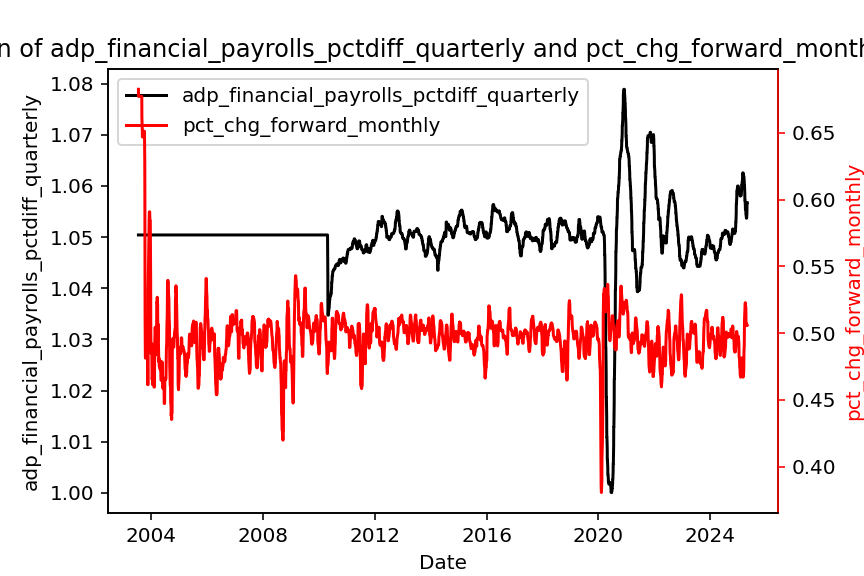 n of adp_financial_payrolls_pctdiff_quarterly and pct_chg_forward_month
adp_financial_payrolls_pctdiff_quarterly
pct_chg_forward_monthly
1.08
1.07
1.06
1.05
1.04
1.03
1.02
1.01
1.00
adp_financial_payrolls_pctdiff_quarterly
0.65
0.60
0.55
0.50
0.45
0.40
pct_chg_forward_monthly
2004 2008 2012 2016 2020 2024
Date